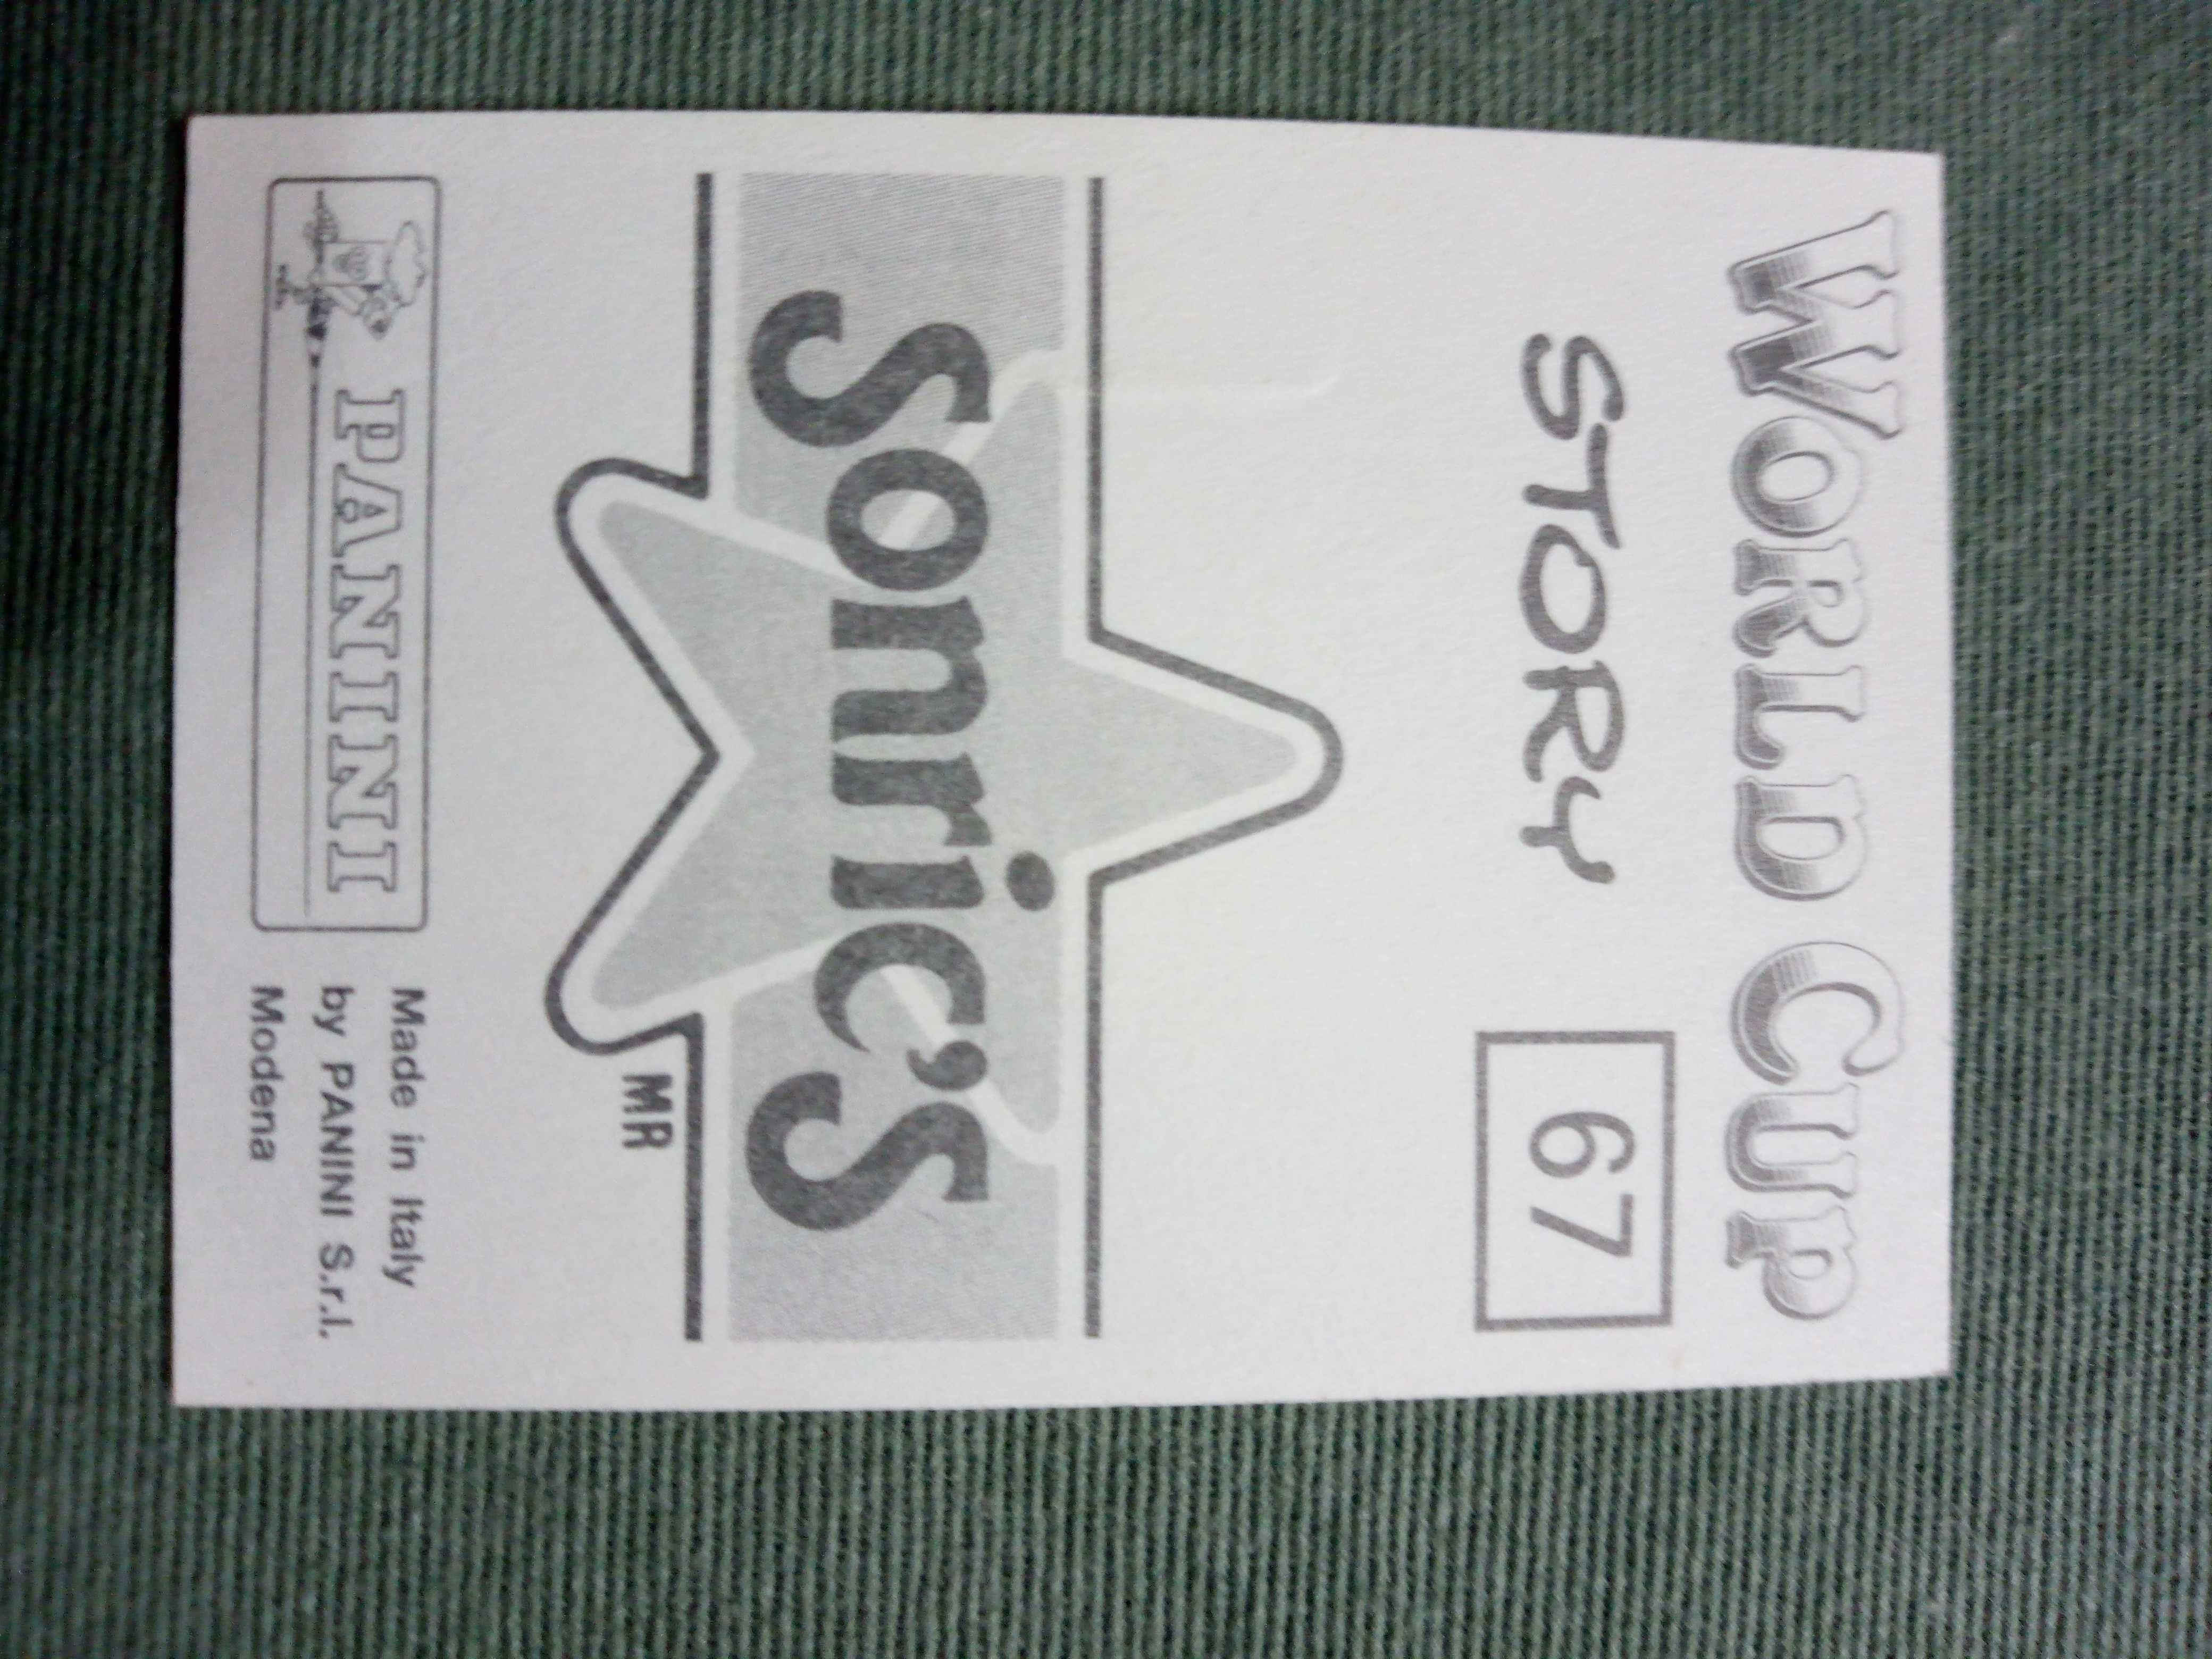 World Cup
STORY 67
Sonric's
MR
PANINI
Made in Italy
by PANINI S.r.l.
Modena